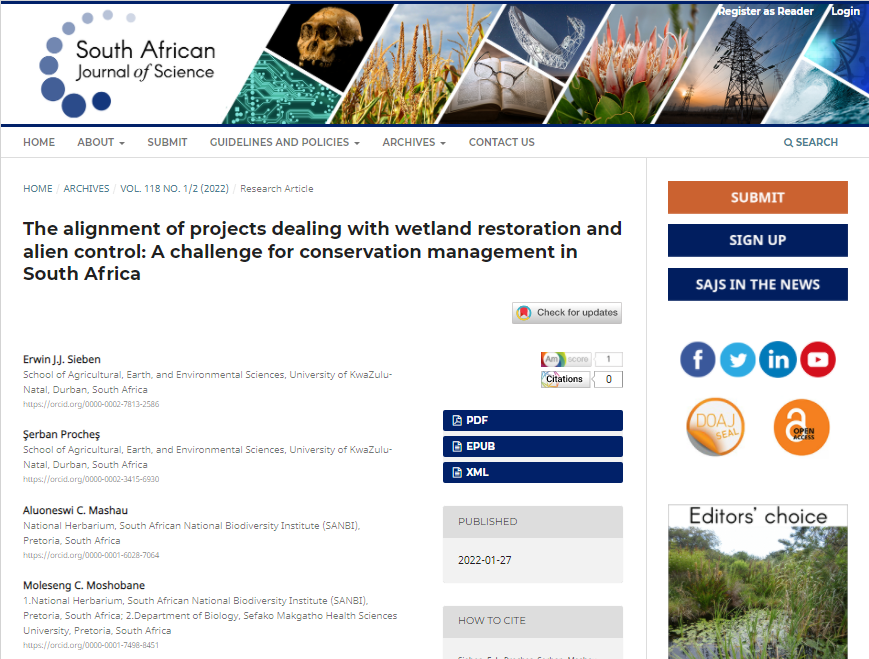 Register as Reader Login
South African
Journal of Science
HOME ABOUT SUBMIT GUIDELINES AND POLICIES ARCHIVES CONTACT US SEARCH
HOME / ARCHIVES / VOL. 118 NO. 1/2 (2022) / Research Article
The alignment of projects dealing with wetland restoration and
alien control: A challenge for conservation management in
South Africa
Check for updates
Erwin J.J. Sieben
School of Agricultural, Earth, and Environmental Sciences, University of KwaZulu-
Natal, Durban, South Africa
https://orcid.org/0000-0002-7813-2586
Şerban Procheş
School of Agricultural, Earth, and Environmental Sciences, University of KwaZulu-
Natal, Durban, South Africa
https://orcid.org/0000-0002-3415-6930
Aluoneswi C. Mashau
National Herbarium, South African National Biodiversity Institute (SANBI),
Pretoria, South Africa
https://orcid.org/0000-0001-6028-7064
Moleseng C. Moshobane
1.National Herbarium, South African National Biodiversity Institute (SANBI),
Pretoria, South Africa; 2.Department of Biology, Sefako Makgatho Health Sciences
University, Pretoria, South Africa
https://orcid.org/0000-0001-7498-8451
Am score 1
Citations 0
PDF
EPUB
XML
PUBLISHED
2022-01-27
HOW TO CITE
SUBMIT
SIGN UP
SAJS IN THE NEWS
DOAJ
SEAL
OPEN
ACCESS
Editors' choice